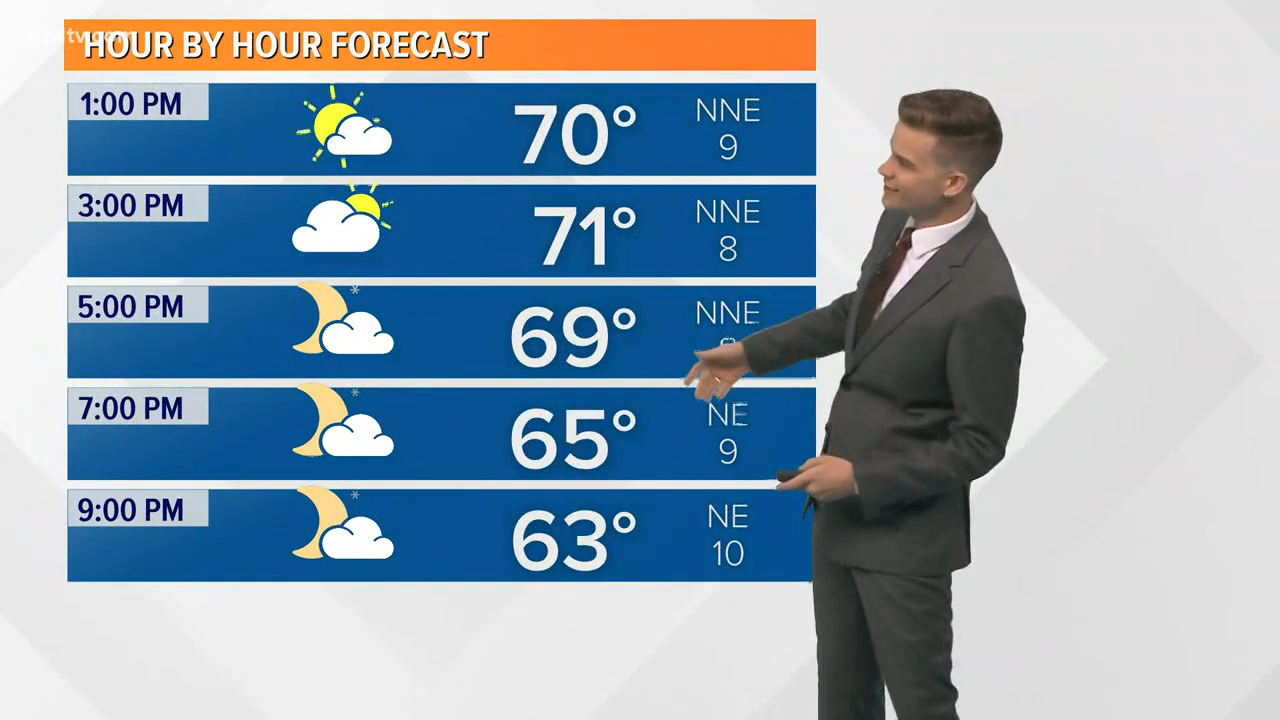 HOUR BY HOUR FORECAST
1:00 PM
70°
NNE
9
3:00 PM
71°
NNE
8
5:00 PM
69°
NNE
7:00 PM
65°
NE
9
9:00 PM
63°
NE
10